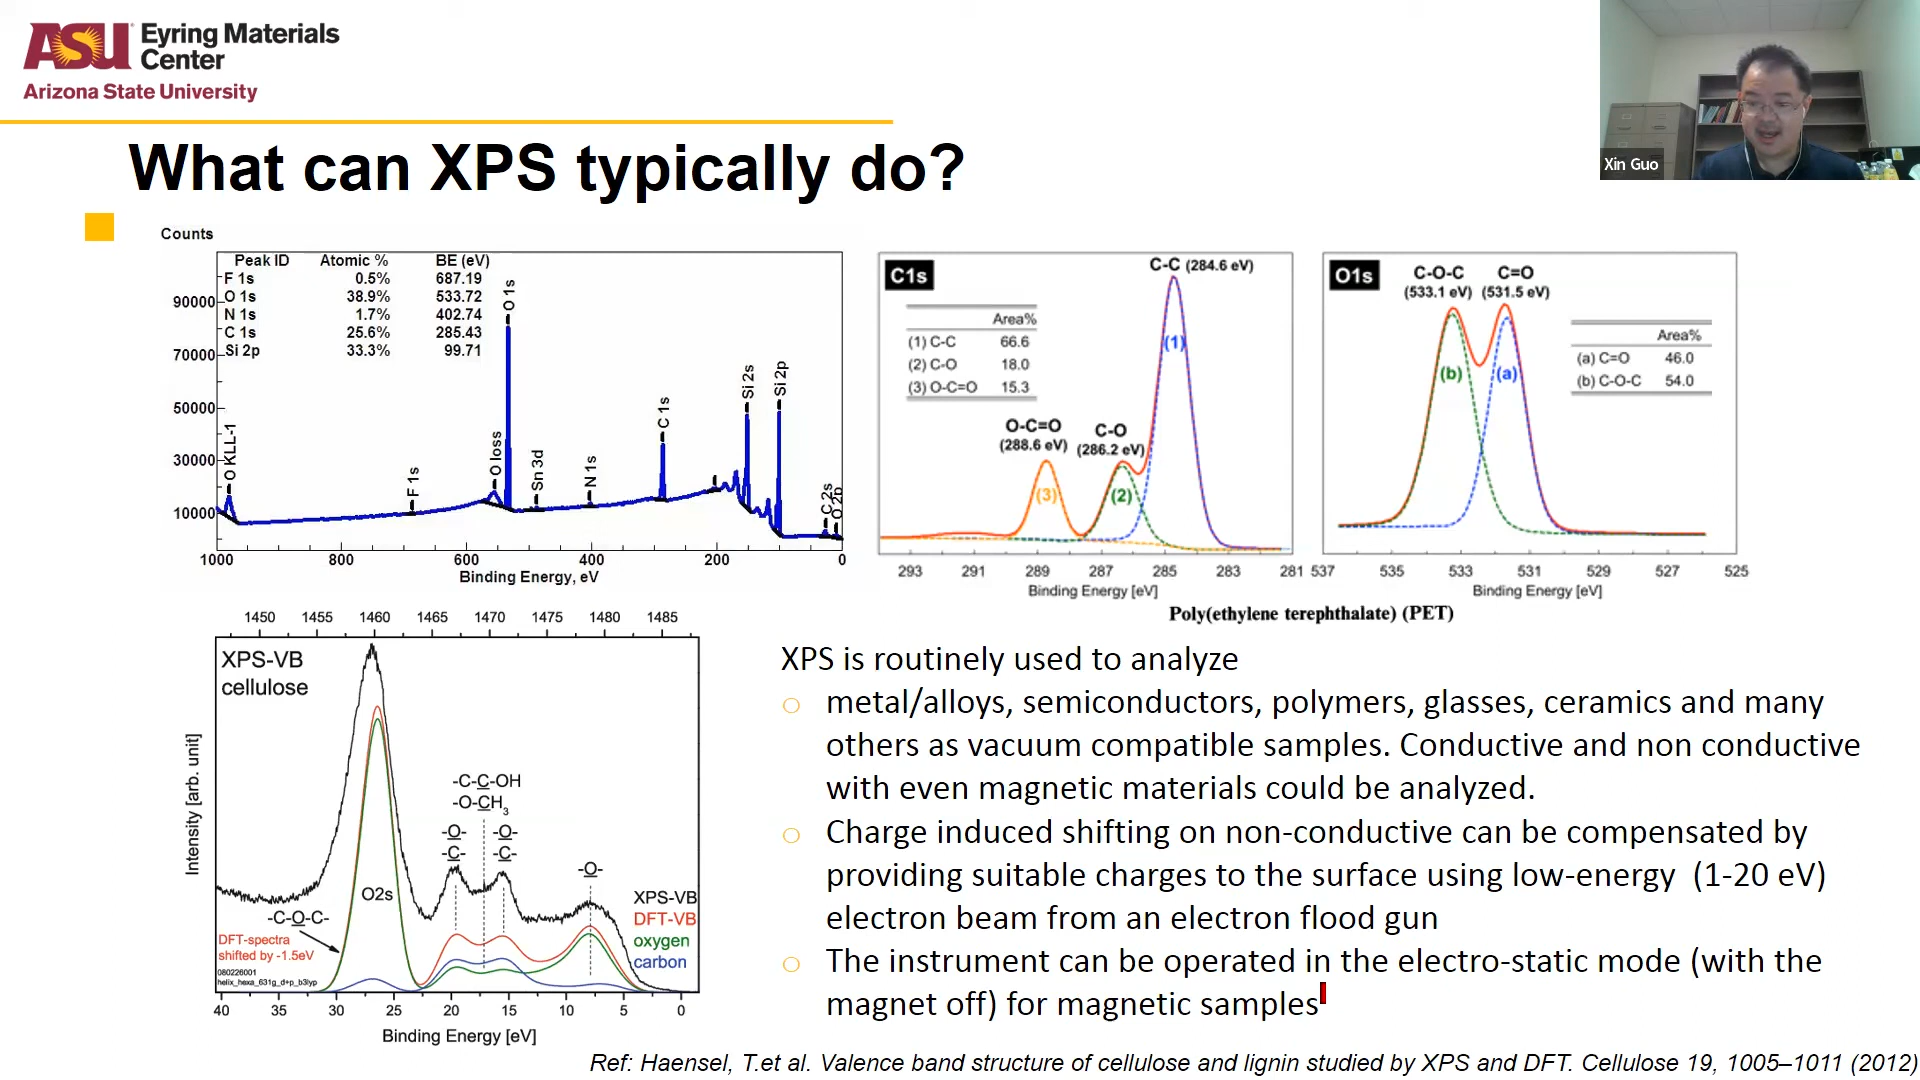 ASU Eyring Materials
Center
Arizona State University
Xin Guo
What can XPS typically do?
Counts
Peak ID Atomic % BE (eV)
F 1s 0.5% 687.19
O 1s 38.9% 533.72
N 1s 1.7% 402.74
C 1s 25.6% 285.43
Si 2p 33.3% 99.71
90000
70000
50000
30000
10000
O KLL-1
F 1s
O loss
O 1s
Sn 3d
N 1s
C 1s
Si 2s
Si 2p
C 2s
O 2p
1000 800 600 400 200 0
Binding Energy, eV
C1s
C-C (284.6 eV)
Area%
(1) C-C 66.6
(2) C-O 18.0
(3) O-C=O 15.3
O-C=O
(288.6 eV)
C-O
(286.2 eV)
(1)
(2)
(3)
293 291 289 287 285 283 281
Binding Energy [eV]
O1s
C-O-C C=O
(533.1 eV) (531.5 eV)
Area%
(a) C=O 46.0
(b) C-O-C 54.0
(b) (a)
537 535 533 531 529 527 525
Binding Energy [eV]
Poly(ethylene terephthalate) (PET)
1450 1455 1460 1465 1470 1475 1480 1485
XPS-VB
cellulose
Intensity [arb. unit]
-C-C-OH
-O-CH3
-O- -O-
-C- -C-
-O-
O2s
-C-O-C-
DFT-spectra
shifted by -1.5eV
080226001
helix_hexa_631g_d+p_b3lyp
XPS-VB
DFT-VB
oxygen
carbon
40 35 30 25 20 15 10 5 0
Binding Energy [eV]
XPS is routinely used to analyze
metal/alloys, semiconductors, polymers, glasses, ceramics and many
others as vacuum compatible samples. Conductive and non conductive
with even magnetic materials could be analyzed.
Charge induced shifting on non-conductive can be compensated by
providing suitable charges to the surface using low-energy (1-20 eV)
electron beam from an electron flood gun
The instrument can be operated in the electro-static mode (with the
magnet off) for magnetic samples
Ref: Haensel, T.et al. Valence band structure of cellulose and lignin studied by XPS and DFT. Cellulose 19, 1005–1011 (2012)